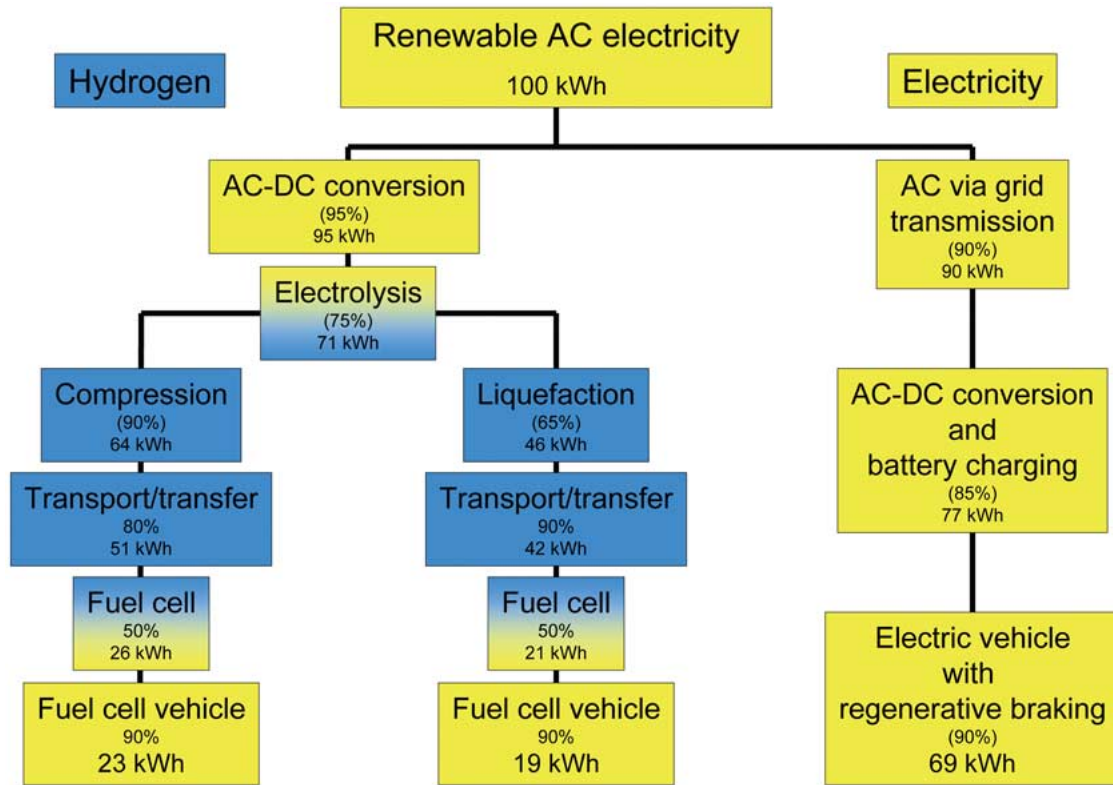 Renewable AC electricity
100 kWh
Hydrogen
Electricity
AC-DC conversion
(95%)
95 kWh
AC via grid
transmission
(90%)
90 kWh
Electrolysis
(75%)
71 kWh
Compression
(90%)
64 kWh
Liquefaction
(65%)
46 kWh
AC-DC conversion
and
battery charging
(85%)
77 kWh
Transport/transfer
80%
51 kWh
Transport/transfer
90%
42 kWh
Fuel cell
50%
26 kWh
Fuel cell
50%
21 kWh
Electric vehicle
with
regenerative braking
(90%)
69 kWh
Fuel cell vehicle
90%
23 kWh
Fuel cell vehicle
90%
19 kWh